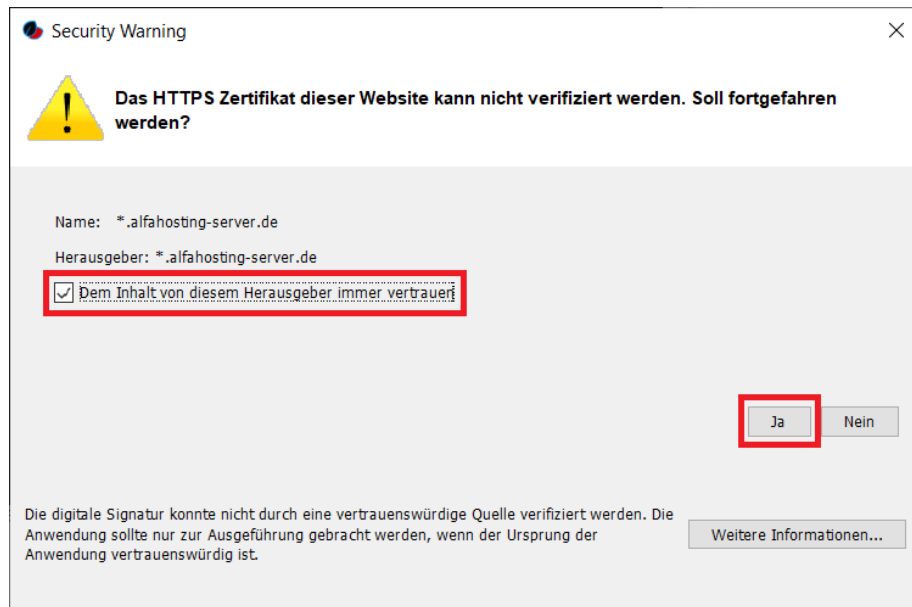 Security Warning
Das HTTPS Zertifikat dieser Website kann nicht verifiziert werden. Soll fortgefahren
werden?
Name: *.alfahosting-server.de
Herausgeber: *.alfahosting-server.de
Dem Inhalt von diesem Herausgeber immer vertrauen
Ja
Nein
Die digitale Signatur konnte nicht durch eine vertrauenswürdige Quelle verifiziert werden. Die
Anwendung sollte nur zur Ausgeführung gebracht werden, wenn der Ursprung der
Anwendung vertrauenswürdig ist.
Weitere Informationen...